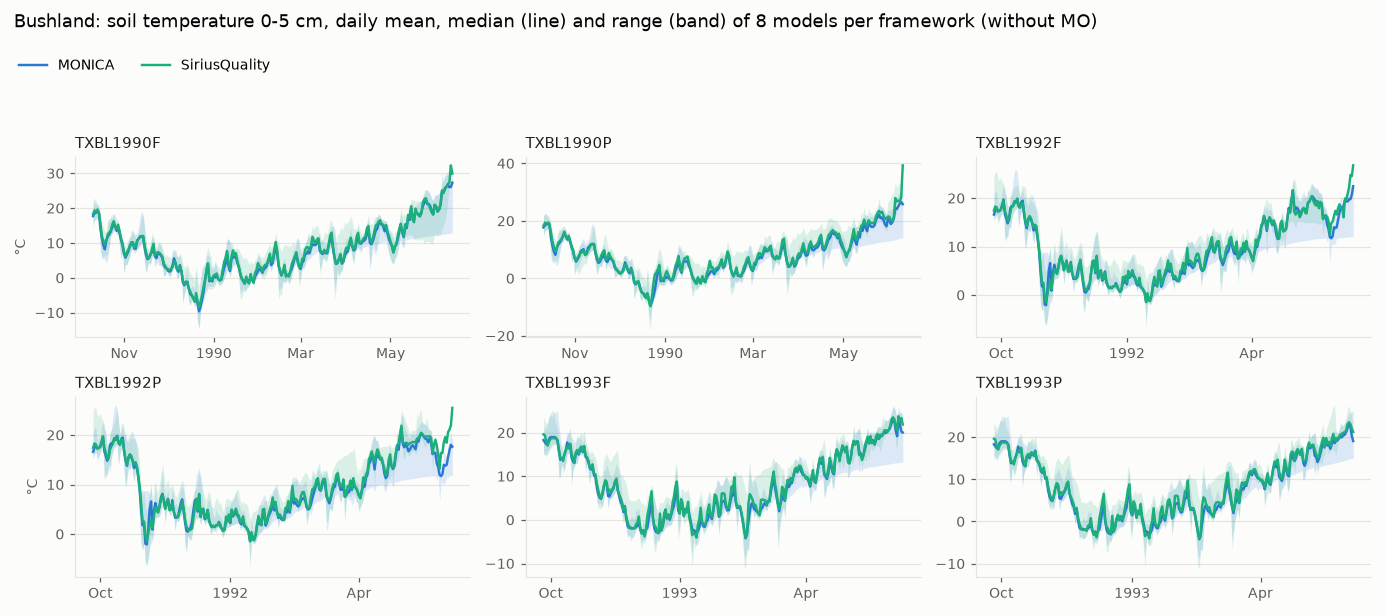 Bushland: soil temperature 0-5 cm, daily mean, median (line) and range (band) of 8 models per framework (without MO)
MONICA SiriusQuality
TXBL1990F
°C
30
20
10
0
−10
Nov 1990 Mar May
TXBL1990P
40
20
0
−20
Nov 1990 Mar May
TXBL1992F
20
10
0
Oct 1992 Apr
TXBL1992P
°C
20
10
0
Oct 1992 Apr
TXBL1993F
20
10
0
−10
Oct 1993 Apr
TXBL1993P
20
10
0
−10
Oct 1993 Apr